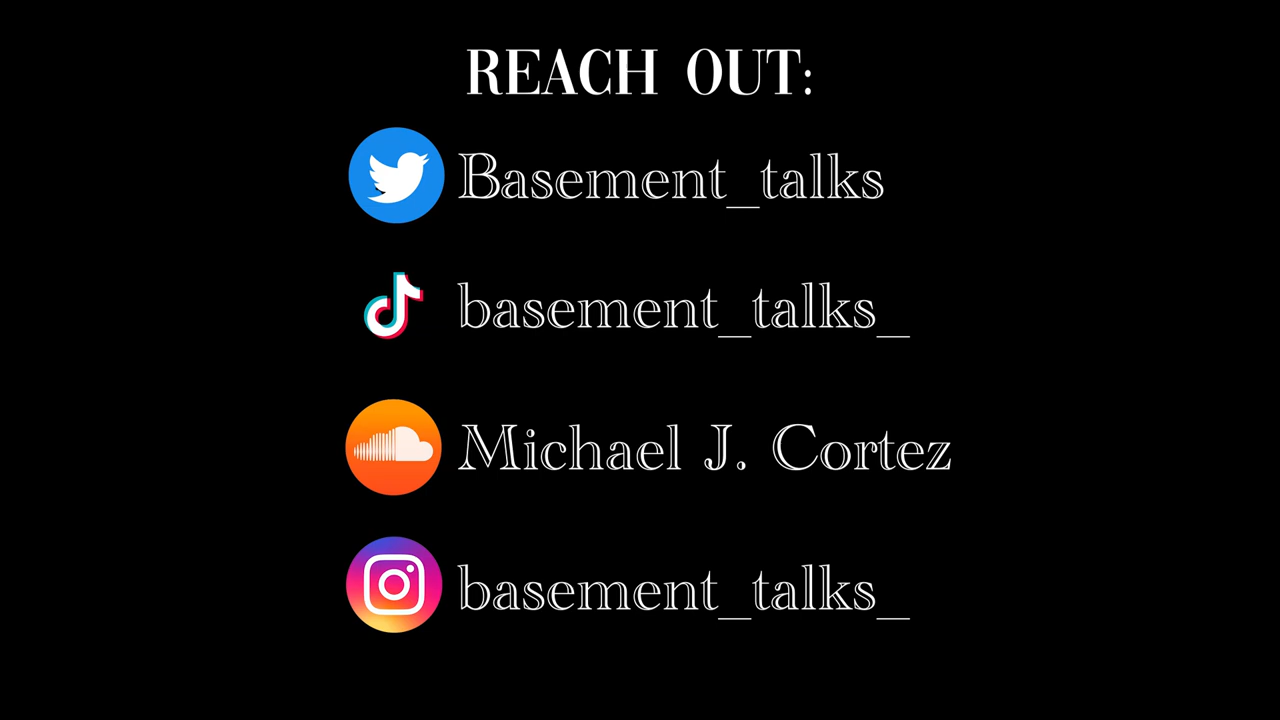 REACH OUT:
Basement_talks
basement_talks_
Michael J. Cortez
basement_talks_